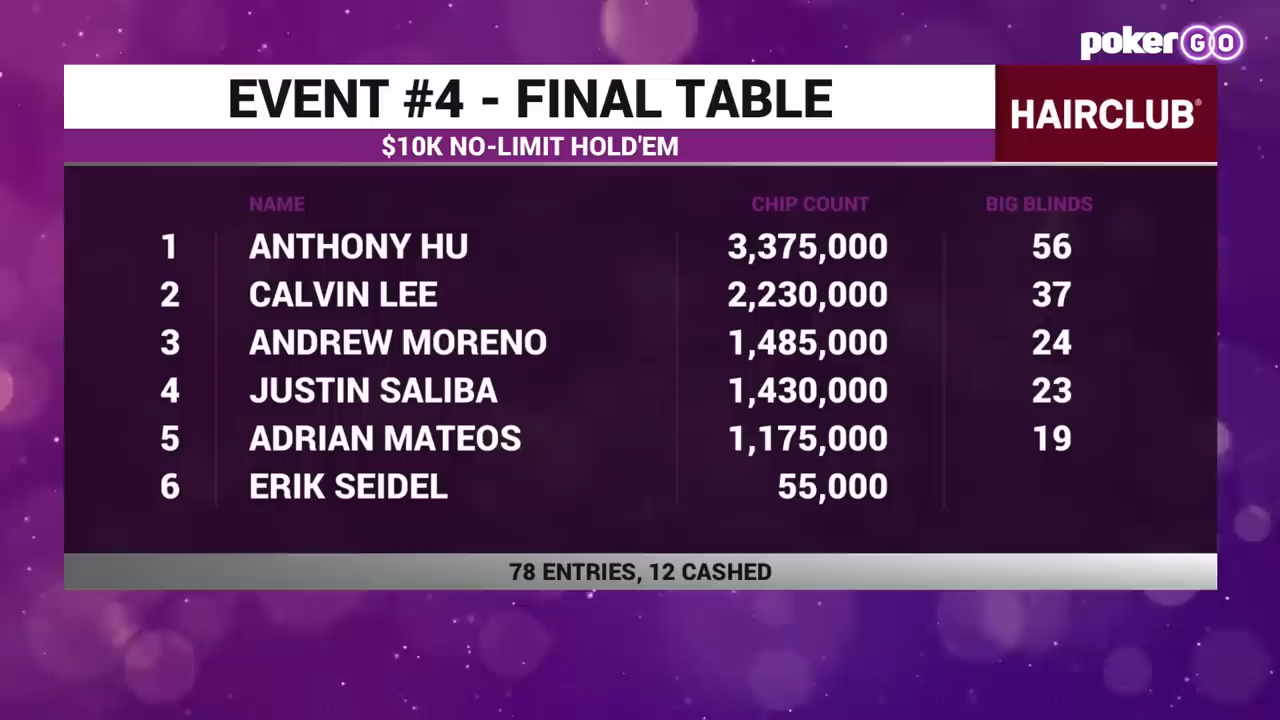 poker GO
EVENT #4 - FINAL TABLE
HAIRCLUB®
$10K NO-LIMIT HOLD'EM
NAME CHIP COUNT BIG BLINDS
1 ANTHONY HU 3,375,000 56
2 CALVIN LEE 2,230,000 37
3 ANDREW MORENO 1,485,000 24
4 JUSTIN SALIBA 1,430,000 23
5 ADRIAN MATEOS 1,175,000 19
6 ERIK SEIDEL 55,000
78 ENTRIES, 12 CASHED